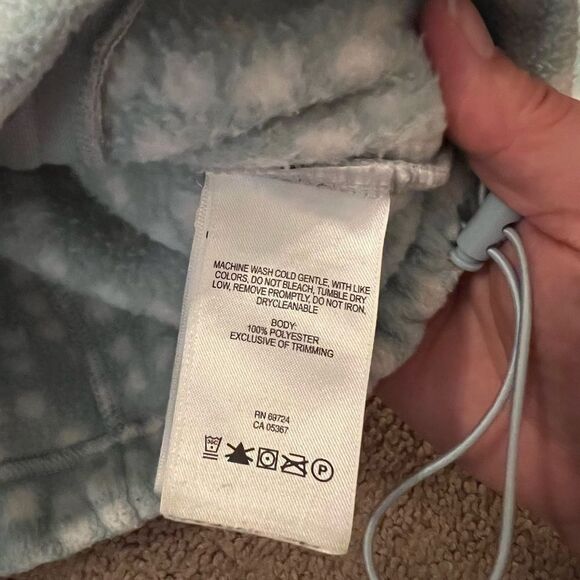 MACHINE WASH COLD GENTLE, WITH LIKE
COLORS, DO NOT BLEACH, TUMBLE DRY
LOW, REMOVE PROMPTLY, DO NOT IRON,
DRYCLEANABLE
BODY:
100% POLYESTER
EXCLUSIVE OF TRIMMING
RN 69724
CA 05367
30C P